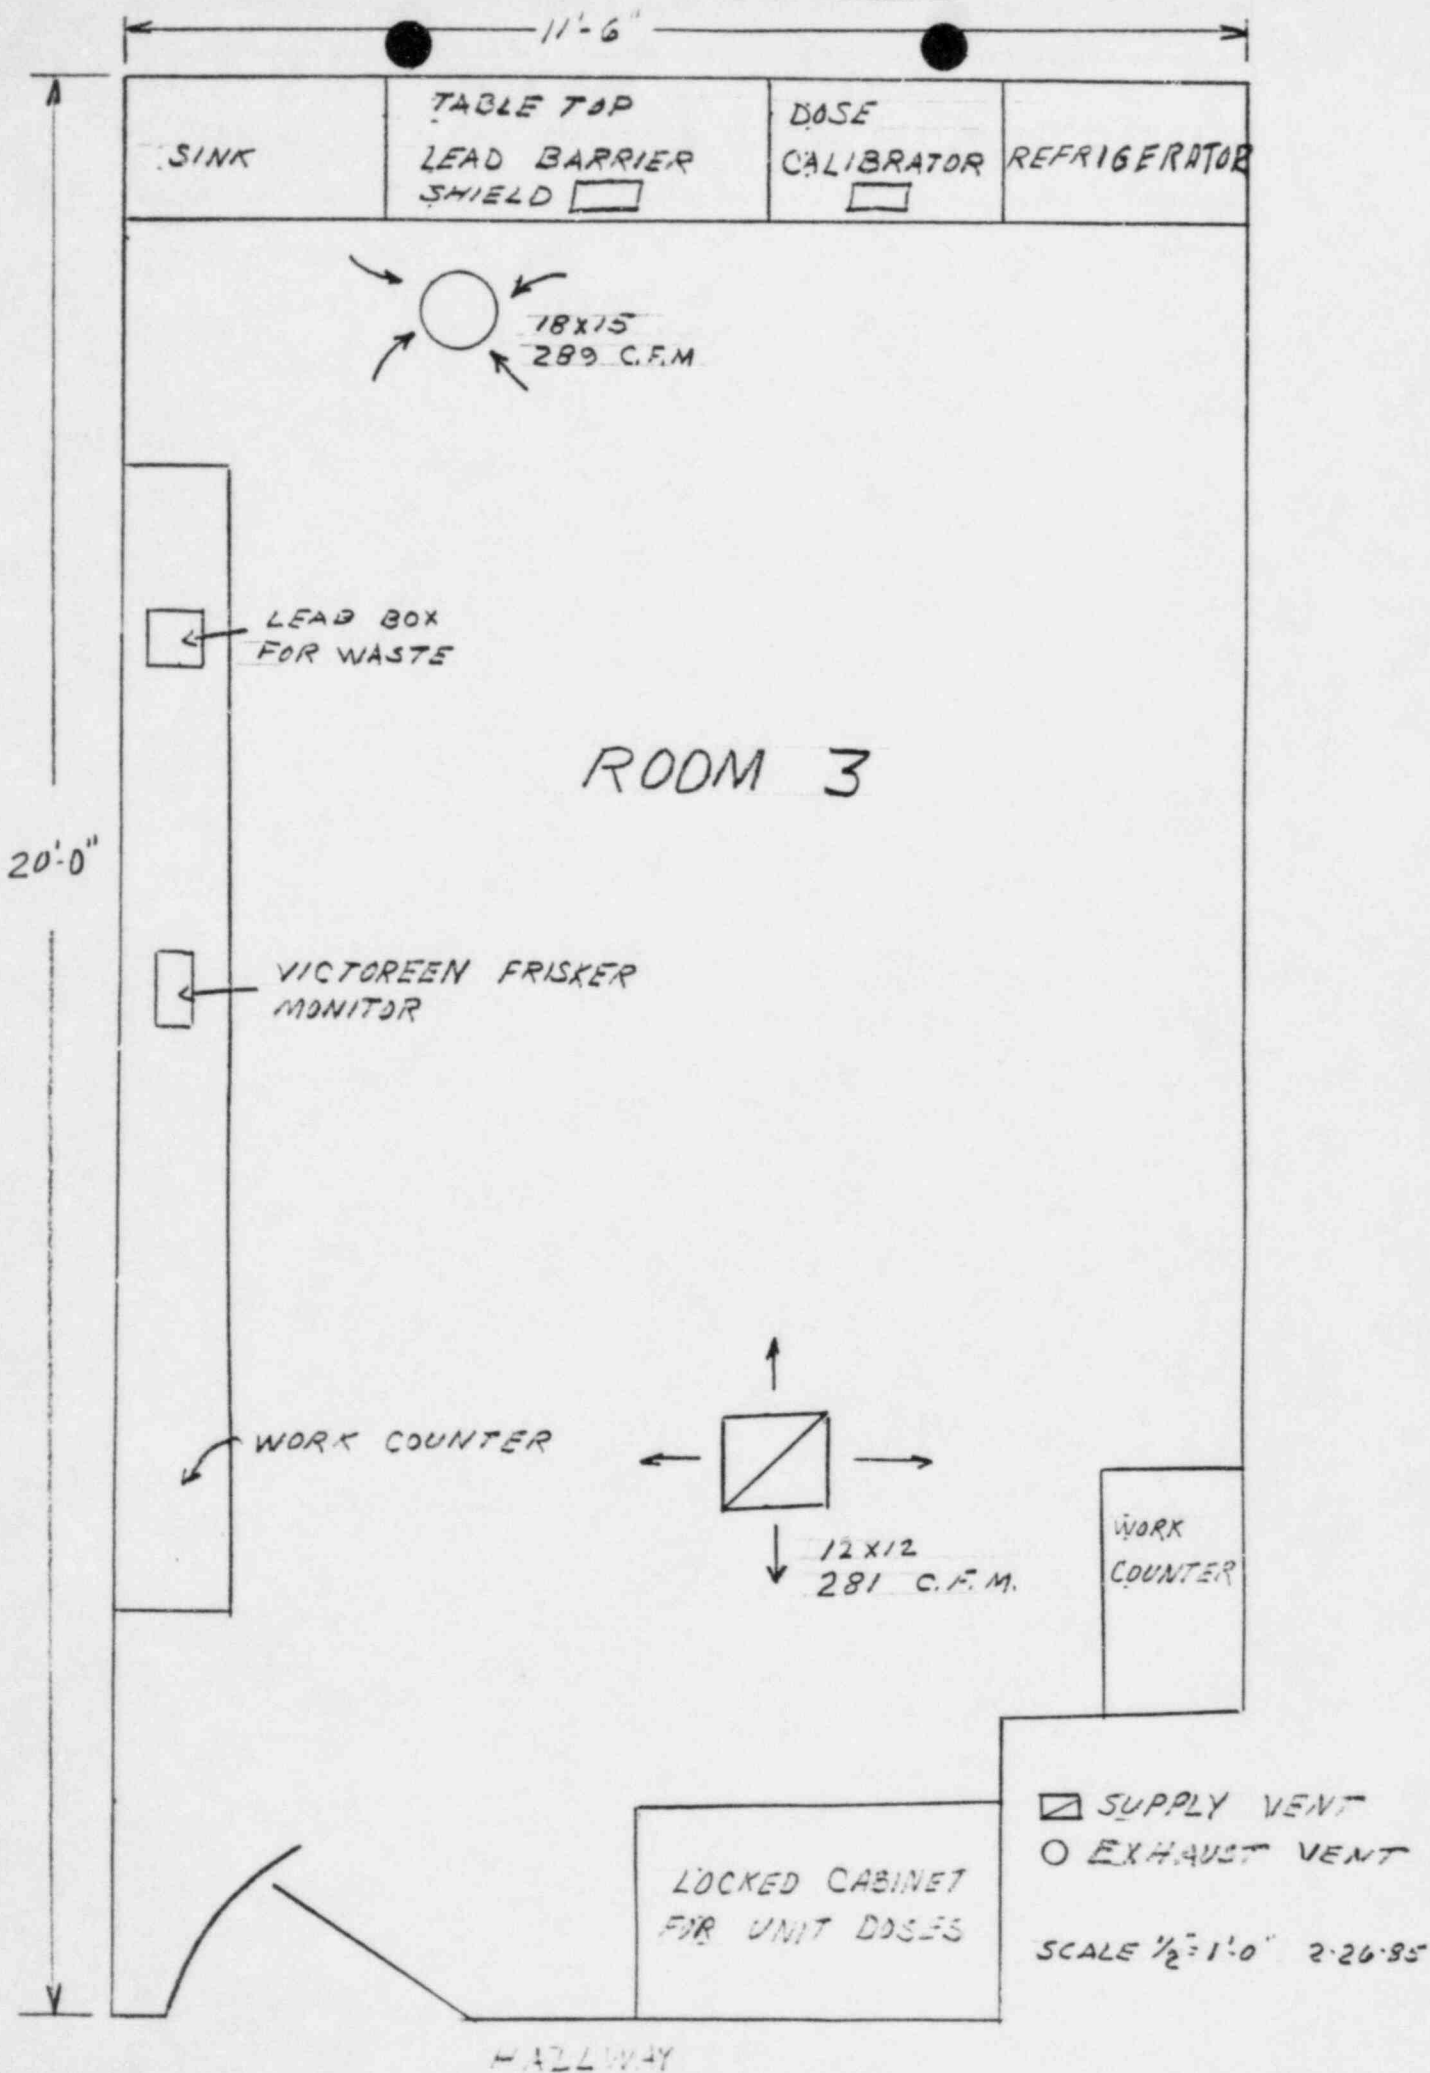 11'-6"
SINK
TABLE TOP
LEAD BARRIER
SHIELD
DOSE
CALIBRATOR
REFRIGERATOR
18X15
289 C.F.M
LEAD BOX
FOR WASTE
ROOM 3
20'-0"
VICTOREEN FRISKER
MONITOR
WORK COUNTER
12X12
281 C.F.M.
WORK
COUNTER
SUPPLY VENT
EXHAUST VENT
LOCKED CABINET
FOR UNIT DOSES
SCALE 1/2"=1'-0" 2-26-85
HALLWAY